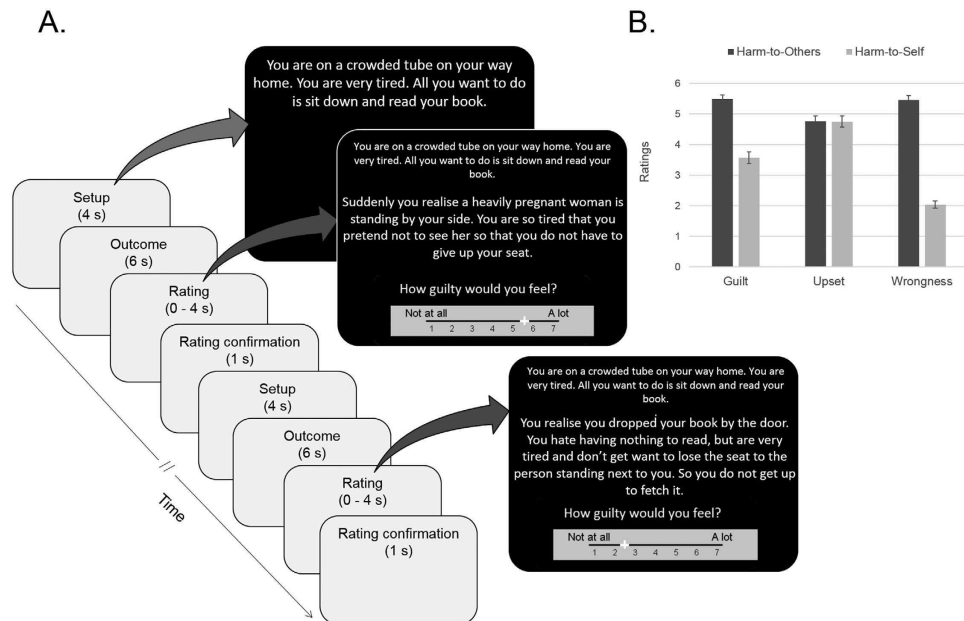 A.
You are on a crowded tube on your way
home. You are very tired. All you want to do
is sit down and read your book.
You are on a crowded tube on your way home. You are
very tired. All you want to do is sit down and read your
book.
Suddenly you realise a heavily pregnant woman is
standing by your side. You are so tired that you
pretend not to see her so that you do not have to
give up your seat.
How guilty would you feel?
Not at all A lot
1 2 3 4 5 6 7
Setup
(4 s)
Outcome
(6 s)
Rating
(0 - 4 s)
Rating confirmation
(1 s)
Setup
(4 s)
Outcome
(6 s)
Rating
(0 - 4 s)
Rating confirmation
(1 s)
Time
You are on a crowded tube on your way home. You are
very tired. All you want to do is sit down and read your
book.
You realise you dropped your book by the door.
You hate having nothing to read, but are very
tired and don't get want to lose the seat to the
person standing next to you. So you do not get up
to fetch it.
How guilty would you feel?
Not at all A lot
1 2 3 4 5 6 7
B.
Harm-to-Others Harm-to-Self
Ratings
6
5
4
3
2
1
0
Guilt Upset Wrongness